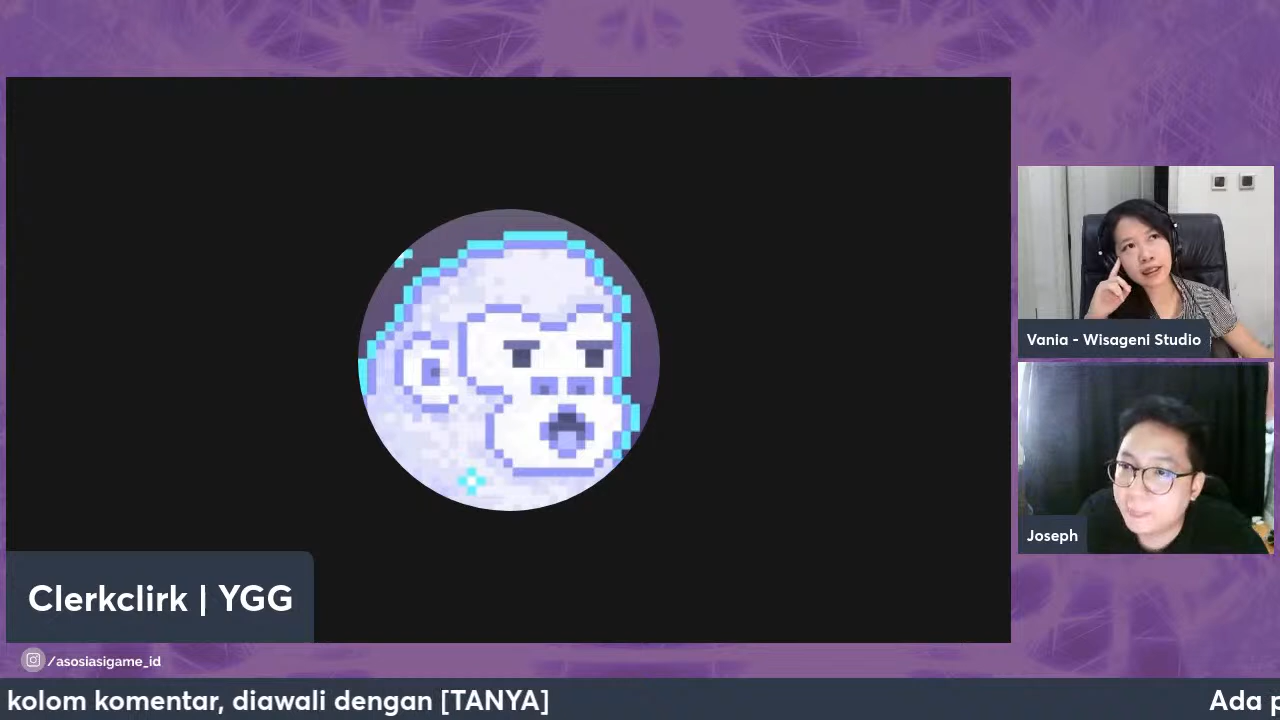 Vania - Wisageni Studio
Joseph
Clerkclirk | YGG
/asosiasigame_id
kolom komentar, diawali dengan [TANYA]
Ada p